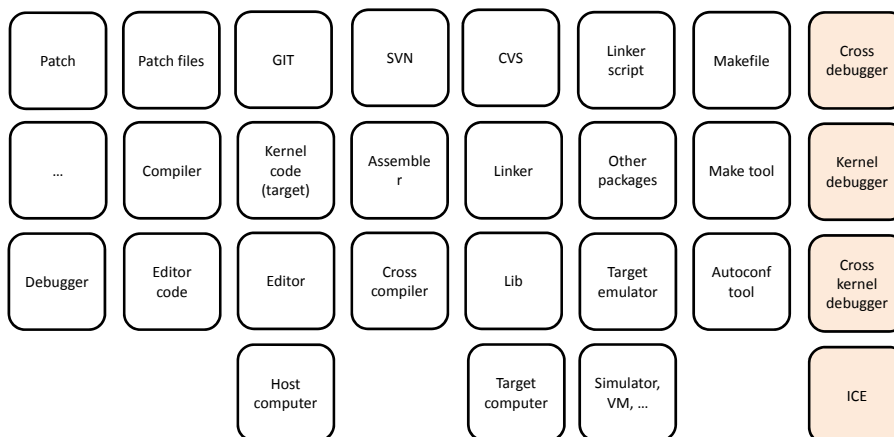 Patch
Patch files
GIT
SVN
CVS
Linker
script
Makefile
Cross
debugger
...
Compiler
Kernel
code
(target)
Assemble
r
Linker
Other
packages
Make tool
Kernel
debugger
Debugger
Editor
code
Editor
Cross
compiler
Lib
Target
emulator
Autoconf
tool
Cross
kernel
debugger
Host
computer
Target
computer
Simulator,
VM, ...
ICE